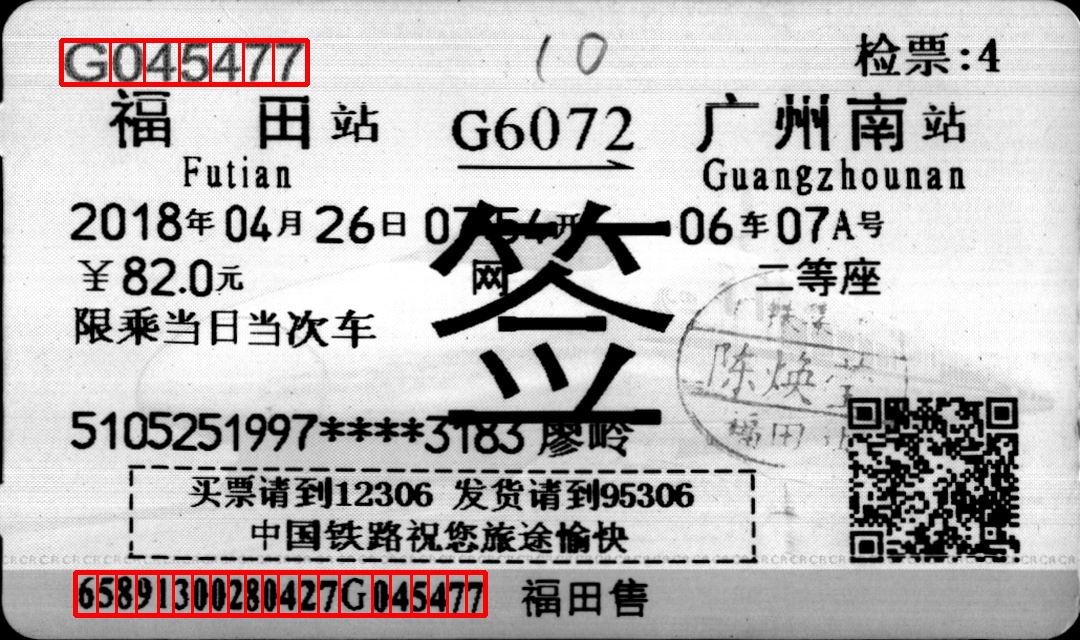 G045477
10
检票:4
福田站 G6072 广州南站
Futian Guangzhounan
2018年04月26日 07:54开 06车07A号
￥82.0元 网 二等座
限乘当日当次车
签
陈焕
福田
5105251997****3183 廖岭
买票请到12306 发货请到95306
中国铁路祝您旅途愉快
65891300280427G045477 福田售